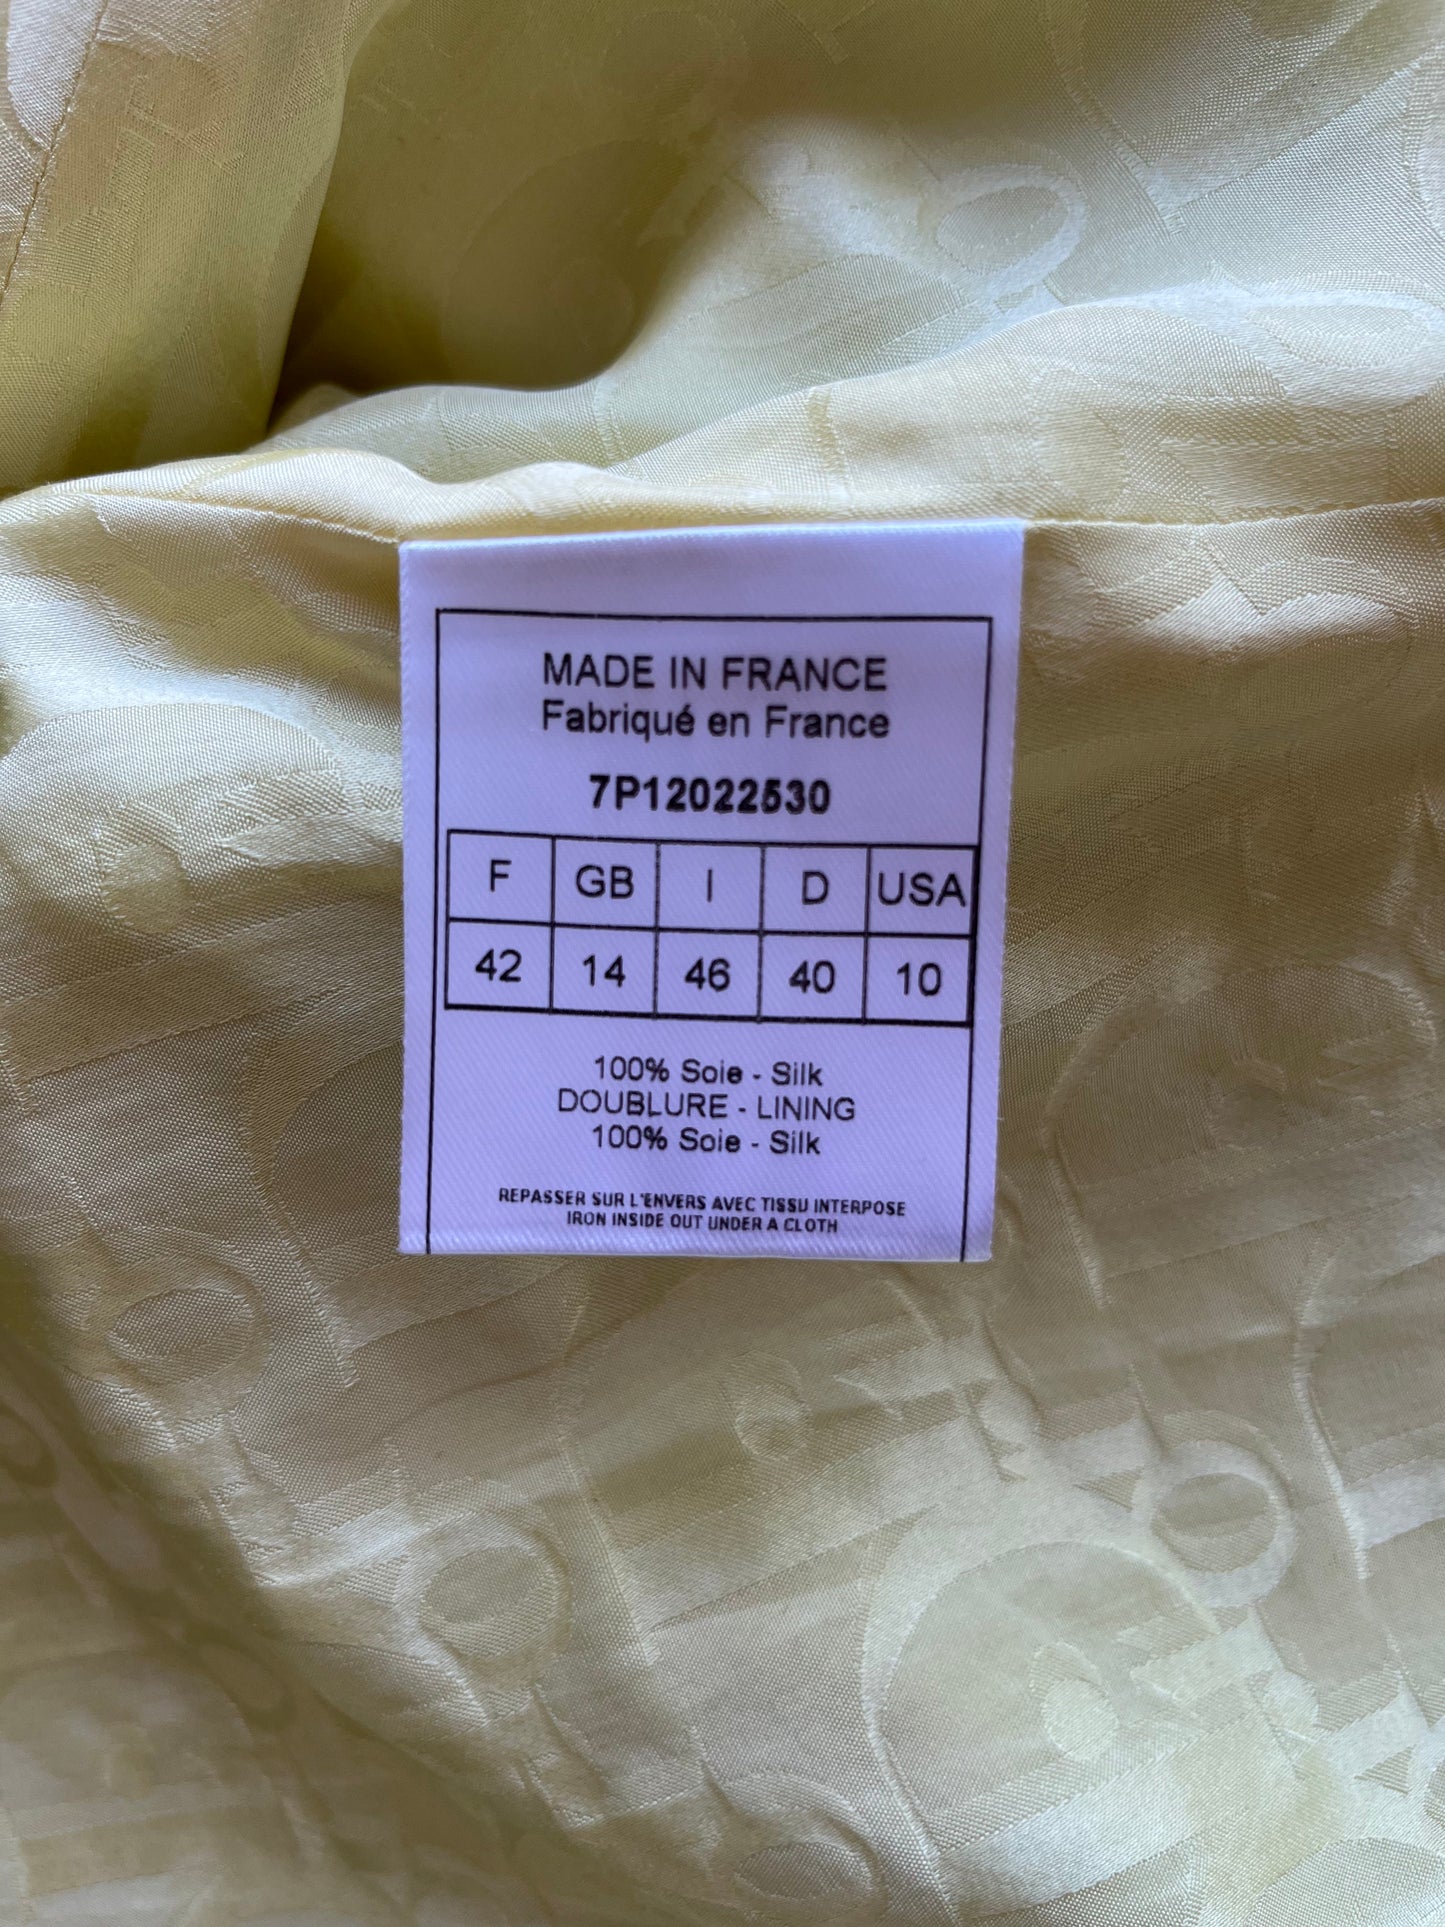 MADE IN FRANCE
Fabriqué en France
7P12022530
F GB I D USA
42 14 46 40 10
100% Soie - Silk
DOUBLURE - LINING
100% Soie - Silk
REPASSER SUR L'ENVERS AVEC TISSU INTERPOSE
IRON INSIDE OUT UNDER A CLOTH
Dior